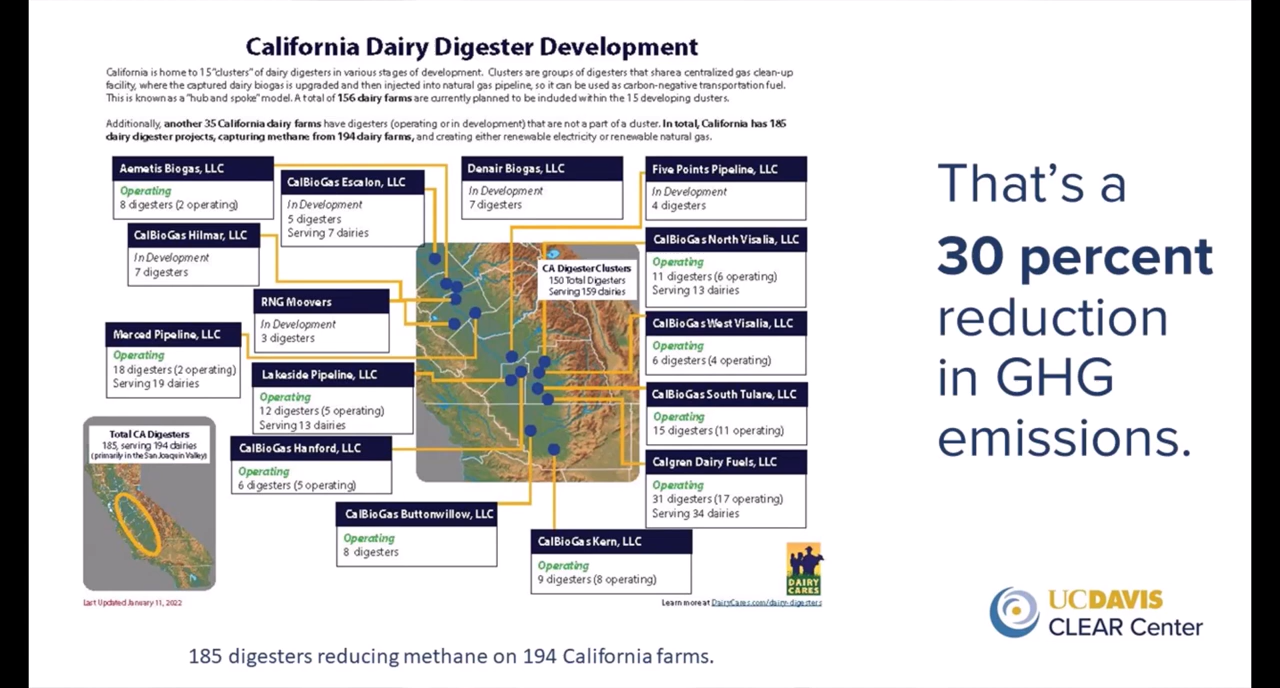 California Dairy Digester Development
California is home to 15 "clusters" of dairy digesters in various stages of development. Clusters are groups of digesters that share a centralized gas clean-up
facility, where the captured dairy biogas is upgraded and then injected into natural gas pipeline, so it can be used as carbon-negative transportation fuel.
This is known as a "hub and spoke" model. A total of 156 dairy farms are currently planned to be included within the 15 developing clusters.
Additionally, another 35 California dairy farms have digesters (operating or in development) that are not a part of a cluster. In total, California has 185
dairy digester projects, capturing methane from 194 dairy farms, and creating either renewable electricity or renewable natural gas.
Aemetis Biogas, LLC
Operating
8 digesters (2 operating)
CalBioGas Escalon, LLC
In Development
5 digesters
Serving 7 dairies
Denair Biogas, LLC
In Development
7 digesters
Five Points Pipeline, LLC
In Development
4 digesters
CalBioGas Hilmar, LLC
In Development
7 digesters
CalBioGas North Visalia, LLC
Operating
11 digesters (6 operating)
Serving 13 dairies
CA Digester Clusters
150 Total Digesters
Serving 159 dairies
RNG Moovers
In Development
3 digesters
CalBioGas West Visalia, LLC
Operating
6 digesters (4 operating)
Merced Pipeline, LLC
Operating
18 digesters (2 operating)
Serving 19 dairies
Lakeside Pipeline, LLC
Operating
12 digesters (5 operating)
Serving 13 dairies
CalBioGas South Tulare, LLC
Operating
15 digesters (11 operating)
Total CA Digesters
185, serving 194 dairies
(primarily in the San Joaquin Valley)
CalBioGas Hanford, LLC
Operating
6 digesters (5 operating)
Calgren Dairy Fuels, LLC
Operating
31 digesters (17 operating)
Serving 34 dairies
CalBioGas Buttonwillow, LLC
Operating
8 digesters
CalBioGas Kern, LLC
Operating
9 digesters (8 operating)
DAIRY
CARES
Last Updated January 11, 2022
Learn more at DairyCares.com/dairy-digesters
185 digesters reducing methane on 194 California farms.
That's a
30 percent
reduction
in GHG
emissions.
UCDAVIS
CLEAR Center